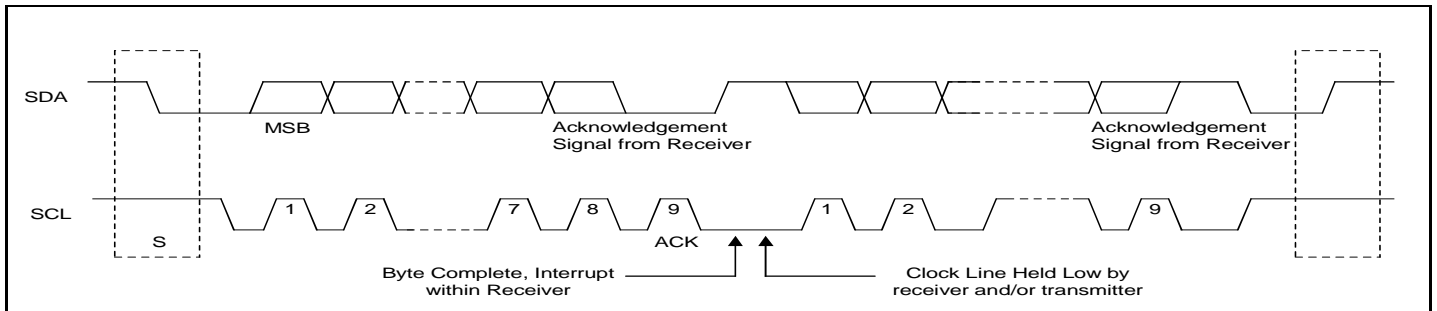 SDA
MSB
Acknowledgement
Signal from Receiver
Acknowledgement
Signal from Receiver
SCL
1
2
7
8
9
1
2
9
S
ACK
Byte Complete, Interrupt
within Receiver
Clock Line Held Low by
receiver and/or transmitter